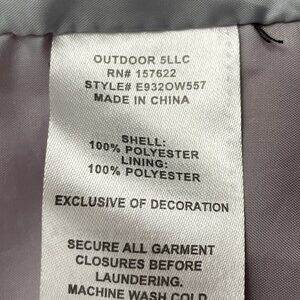 OUTDOOR 5LLC
RN# 157622
STYLE# E932OW557
MADE IN CHINA
SHELL:
100% POLYESTER
LINING:
100% POLYESTER
EXCLUSIVE OF DECORATION
SECURE ALL GARMENT
CLOSURES BEFORE
LAUNDERING.
MACHINE WASH COLD